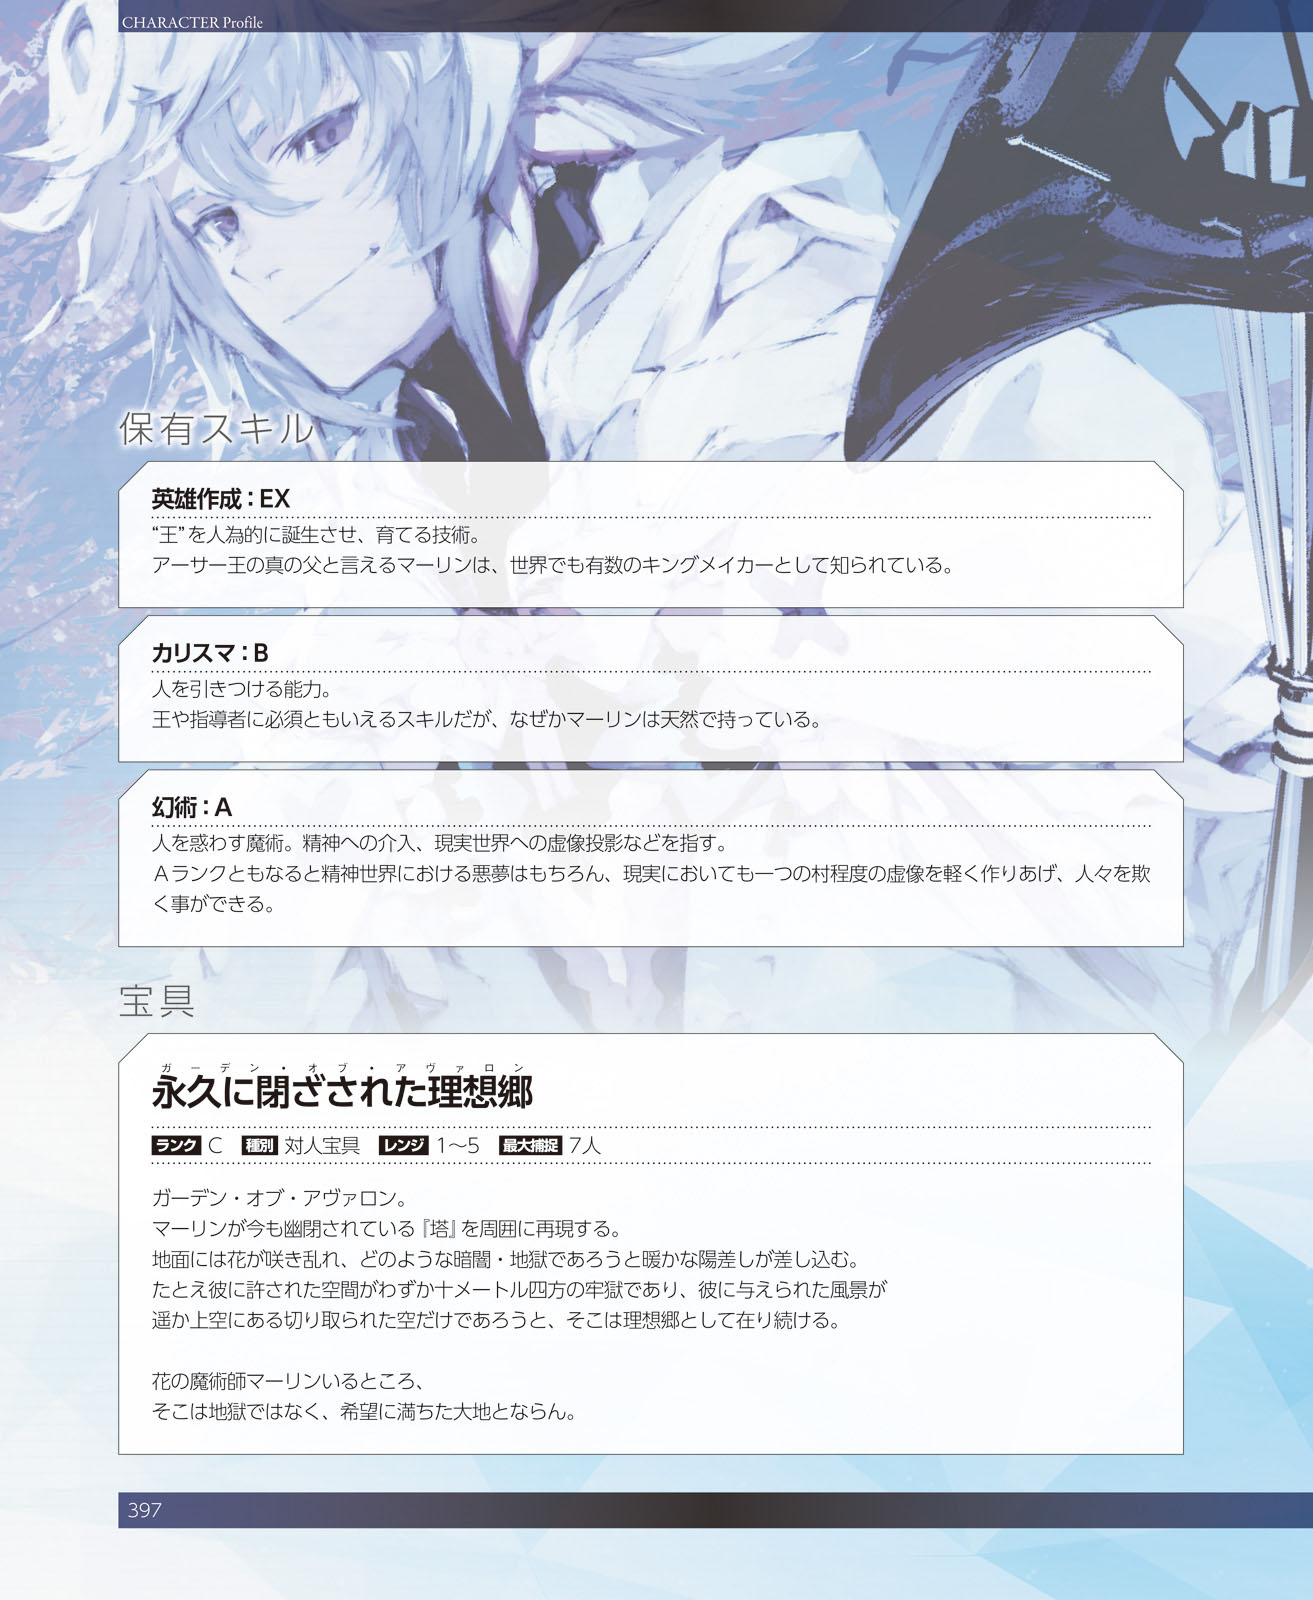 CHARACTER Profile
保有スキル
英雄作成：EX
“王”を人為的に誕生させ、育てる技術。
アーサー王の真の父と言えるマーリンは、世界でも有数のキングメイカーとして知られている。
カリスマ：B
人を引きつける能力。
王や指導者に必須ともいえるスキルだが、なぜかマーリンは天然で持っている。
幻術：A
人を惑わす魔術。精神への介入、現実世界への虚像投影などを指す。
Ａランクともなると精神世界における悪夢はもちろん、現実においても一つの村程度の虚像を軽く作りあげ、人々を欺
く事ができる。
宝具
ガーデン・オブ・アヴァロン
永久に閉ざされた理想郷
ランク C 種別 対人宝具 レンジ 1～5 最大捕捉 7人
ガーデン・オブ・アヴァロン。
マーリンが今も幽閉されている『塔』を周囲に再現する。
地面には花が咲き乱れ、どのような暗闇・地獄であろうと暖かな陽差しが差し込む。
たとえ彼に許された空間がわずか十メートル四方の牢獄であり、彼に与えられた風景が
遥か上空にある切り取られた空だけであろうと、そこは理想郷として在り続ける。
花の魔術師マーリンいるところ、
そこは地獄ではなく、希望に満ちた大地とならん。
397